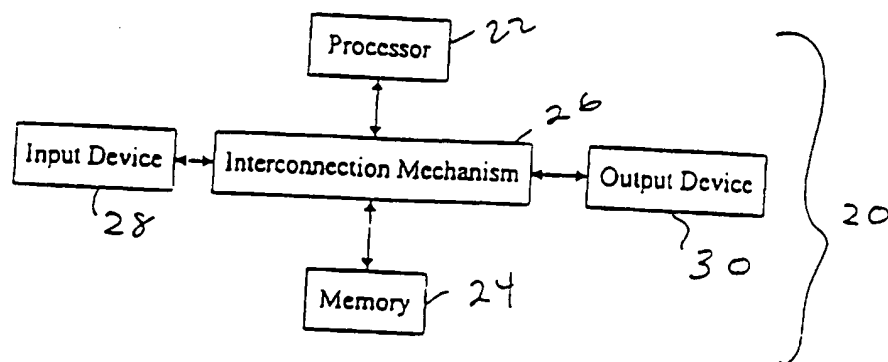 Processor
22
26
Input Device
Interconnection Mechanism
Output Device
20
28
30
Memory
24